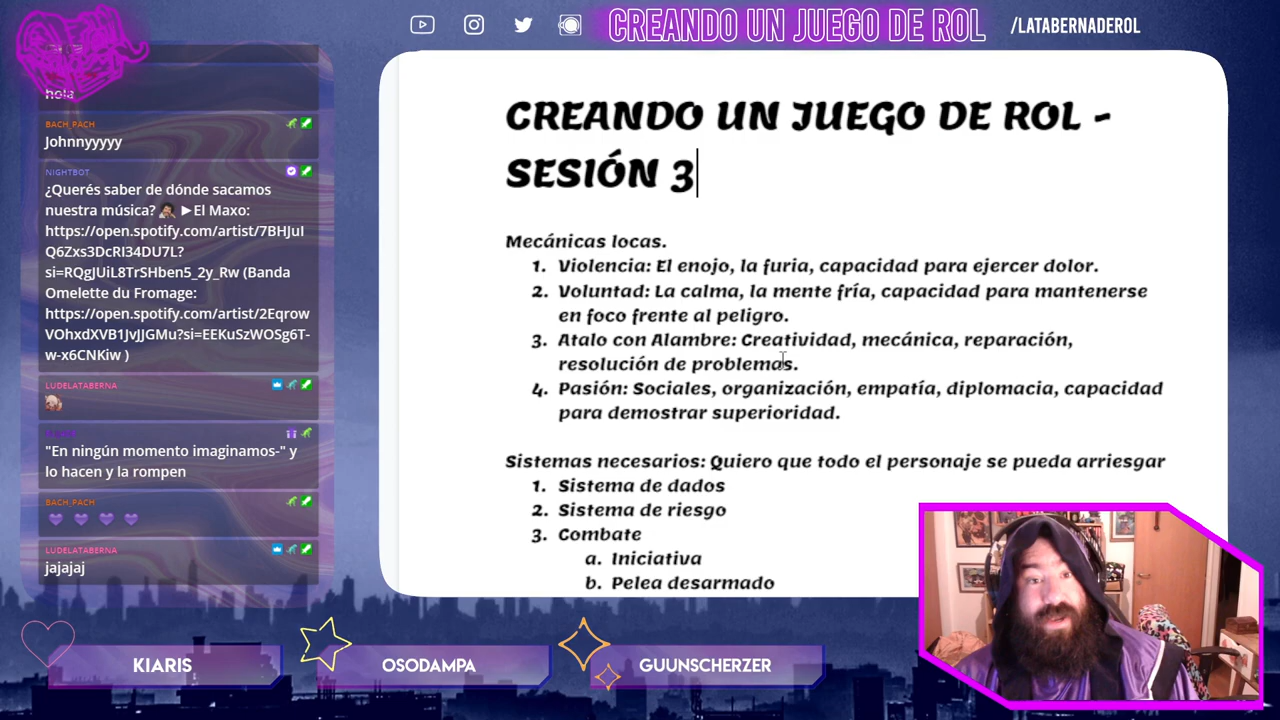 CREANDO UN JUEGO DE ROL
/LATABERNADEROL
hola
BACH_PACH
Johnnyyyyy
NIGHTBOT
¿Querés saber de dónde sacamos
nuestra música? ►El Maxo:
https://open.spotify.com/artist/7BHJuI
Q6Zxs3DcRI34DU7L?
si=RQgJUiL8TrSHben5_2y_Rw (Banda
Omelette du Fromage:
https://open.spotify.com/artist/2Eqrow
VOhxdXVB1JvJJGMu?si=EEKuSzWOSg6T-
w-x6CNKiw )
LUDELATABERNA
"En ningún momento imaginamos-" y
lo hacen y la rompen
BACH_PACH
LUDELATABERNA
jajajaj
CREANDO UN JUEGO DE ROL -
SESIÓN 3
Mecánicas locas.
1. Violencia: El enojo, la furia, capacidad para ejercer dolor.
2. Voluntad: La calma, la mente fría, capacidad para mantenerse
en foco frente al peligro.
3. Atalo con Alambre: Creatividad, mecánica, reparación,
resolución de problemas.
4. Pasión: Sociales, organización, empatía, diplomacia, capacidad
para demostrar superioridad.
Sistemas necesarios: Quiero que todo el personaje se pueda arriesgar
1. Sistema de dados
2. Sistema de riesgo
3. Combate
a. Iniciativa
b. Pelea desarmado
KIARIS
OSODAMPA
GUUNSCHERZER